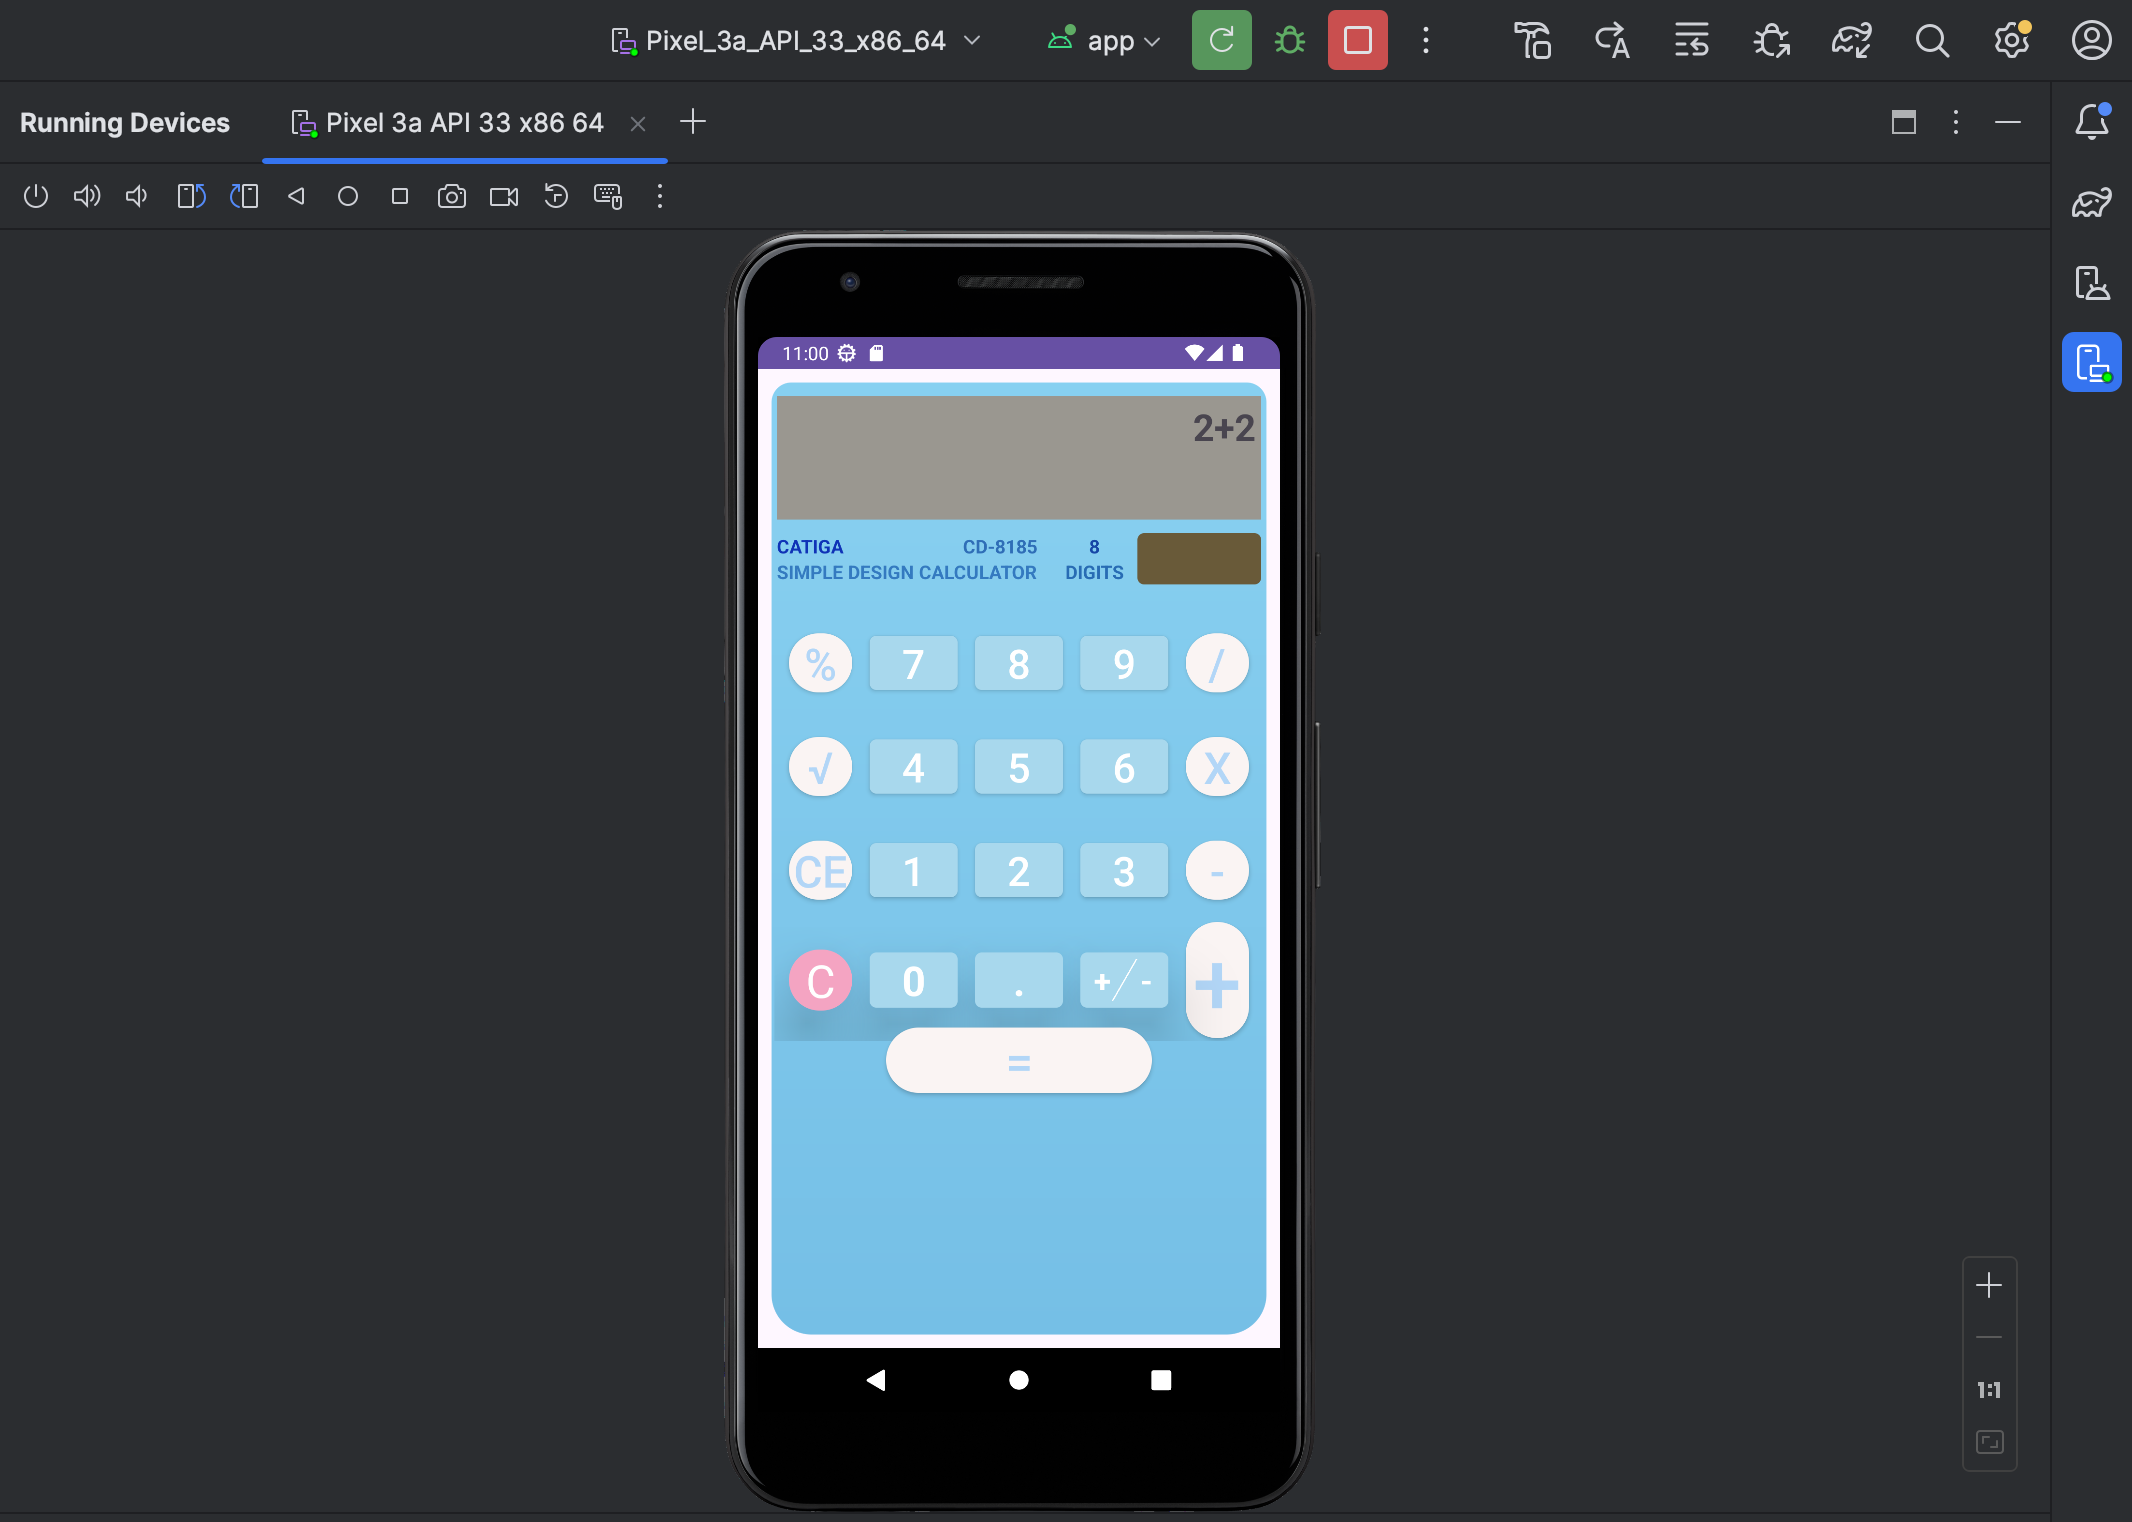 Pixel_3a_API_33_x86_64 app
Running Devices Pixel 3a API 33 x86 64
11:00
2+2
CATIGA CD-8185 8
SIMPLE DESIGN CALCULATOR DIGITS
% 7 8 9 /
√ 4 5 6 X
CE 1 2 3 -
C 0 . +/- +
=
1:1